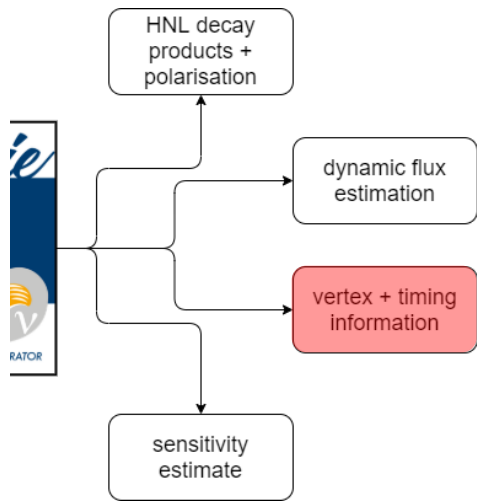 HNL decay
products +
polarisation
dynamic flux
estimation
vertex + timing
information
sensitivity
estimate
ν